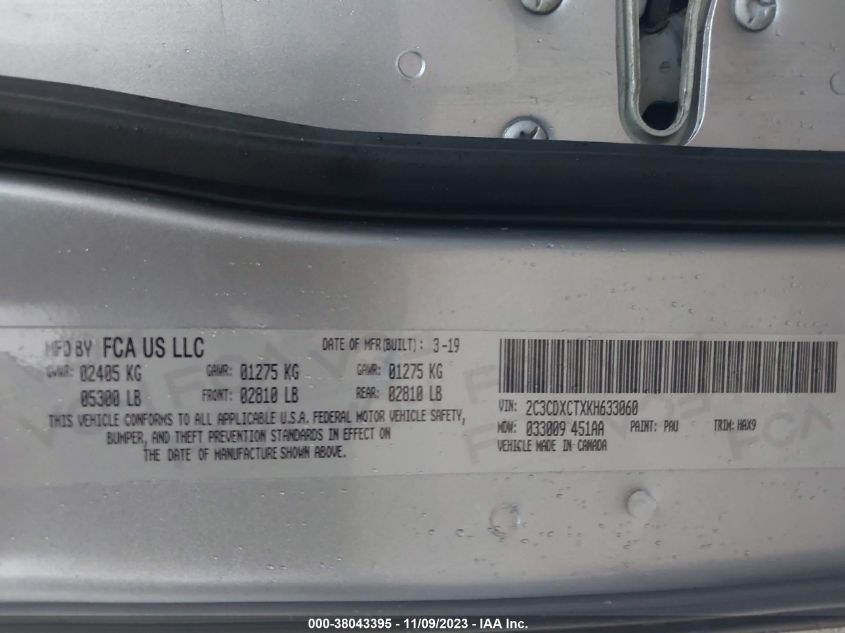 MFD BY FCA US LLC DATE OF MFR(BUILT): 3-19
GVWR: 02405 KG GAWR: 01275 KG GAWR: 01275 KG
05300 LB FRONT: 02810 LB REAR: 02810 LB
THIS VEHICLE CONFORMS TO ALL APPLICABLE U.S.A. FEDERAL MOTOR VEHICLE SAFETY,
BUMPER, AND THEFT PREVENTION STANDARDS IN EFFECT ON
THE DATE OF MANUFACTURE SHOWN ABOVE.
VIN: 2C3CDXCTXKH633060
MDW: 033009 451AA PAINT: PAU TRIM: HAX9
VEHICLE MADE IN CANADA
000-38043395 - 11/09/2023 - IAA Inc.